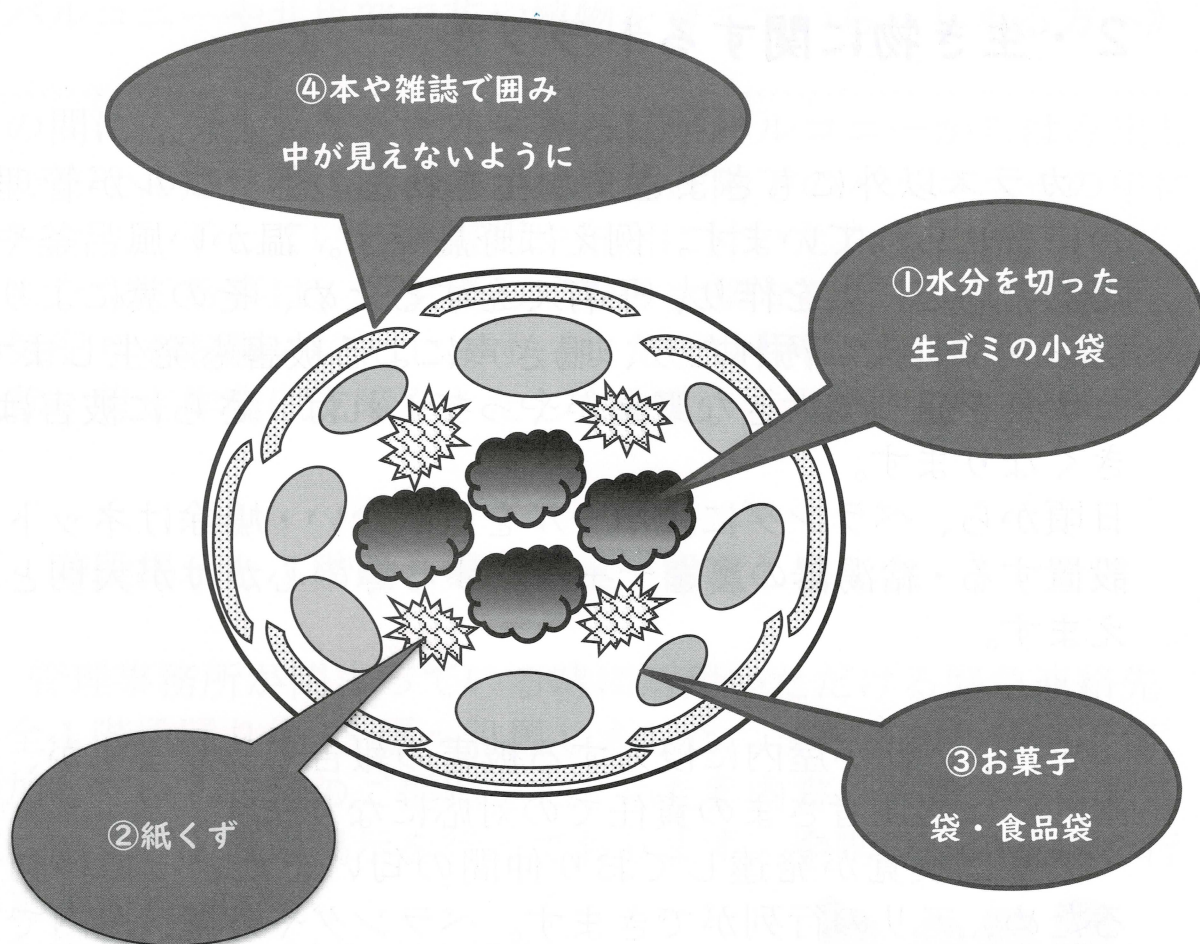 ④本や雑誌で囲み
中が見えないように
①水分を切った
生ゴミの小袋
③お菓子
袋・食品袋
②紙くず